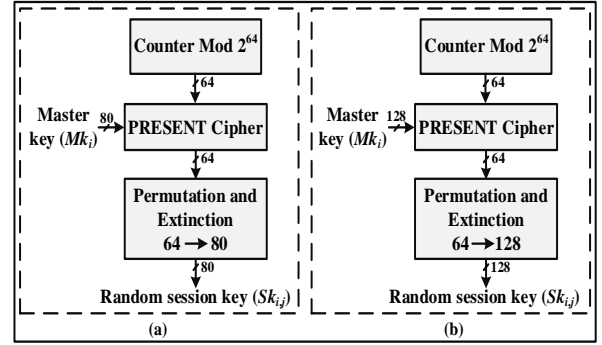 Counter Mod 2^64
64
Master
key (Mk_i)
80
PRESENT Cipher
64
Permutation and
Extinction
64 → 80
80
Random session key (Sk_i,j)
(a)
Counter Mod 2^64
64
Master
key (Mk_i)
128
PRESENT Cipher
64
Permutation and
Extinction
64 → 128
128
Random session key (Sk_i,j)
(b)